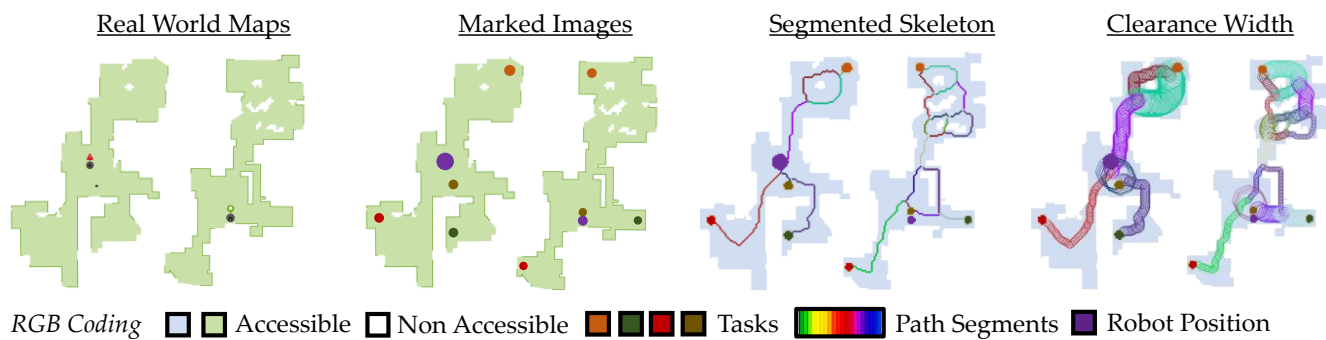 Real World Maps Marked Images Segmented Skeleton Clearance Width
RGB Coding Accessible Non Accessible Tasks Path Segments Robot Position